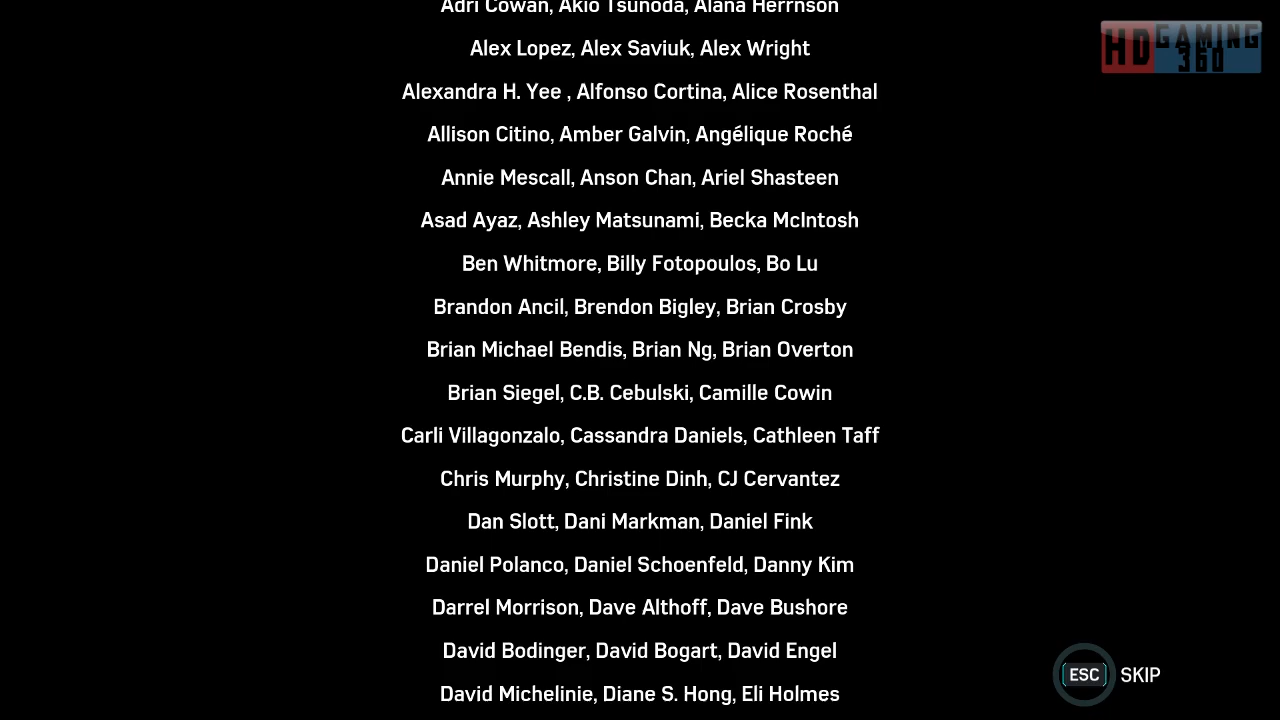 Adri Cowan, Akio Tsunoda, Alana Herrnson
Alex Lopez, Alex Saviuk, Alex Wright
Alexandra H. Yee , Alfonso Cortina, Alice Rosenthal
Allison Citino, Amber Galvin, Angélique Roché
Annie Mescall, Anson Chan, Ariel Shasteen
Asad Ayaz, Ashley Matsunami, Becka McIntosh
Ben Whitmore, Billy Fotopoulos, Bo Lu
Brandon Ancil, Brendon Bigley, Brian Crosby
Brian Michael Bendis, Brian Ng, Brian Overton
Brian Siegel, C.B. Cebulski, Camille Cowin
Carli Villagonzalo, Cassandra Daniels, Cathleen Taff
Chris Murphy, Christine Dinh, CJ Cervantez
Dan Slott, Dani Markman, Daniel Fink
Daniel Polanco, Daniel Schoenfeld, Danny Kim
Darrel Morrison, Dave Althoff, Dave Bushore
David Bodinger, David Bogart, David Engel
David Michelinie, Diane S. Hong, Eli Holmes
HD GAMING
360
ESC SKIP